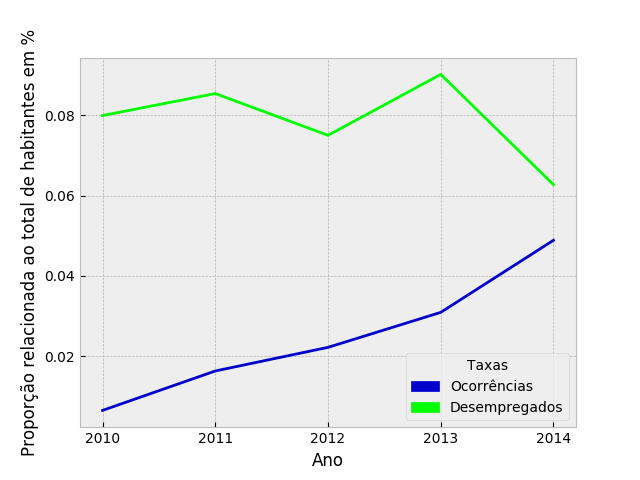 Proporção relacionada ao total de habitantes em %
0.08
0.06
0.04
0.02
Taxas
Ocorrências
Desempregados
2010 2011 2012 2013 2014
Ano